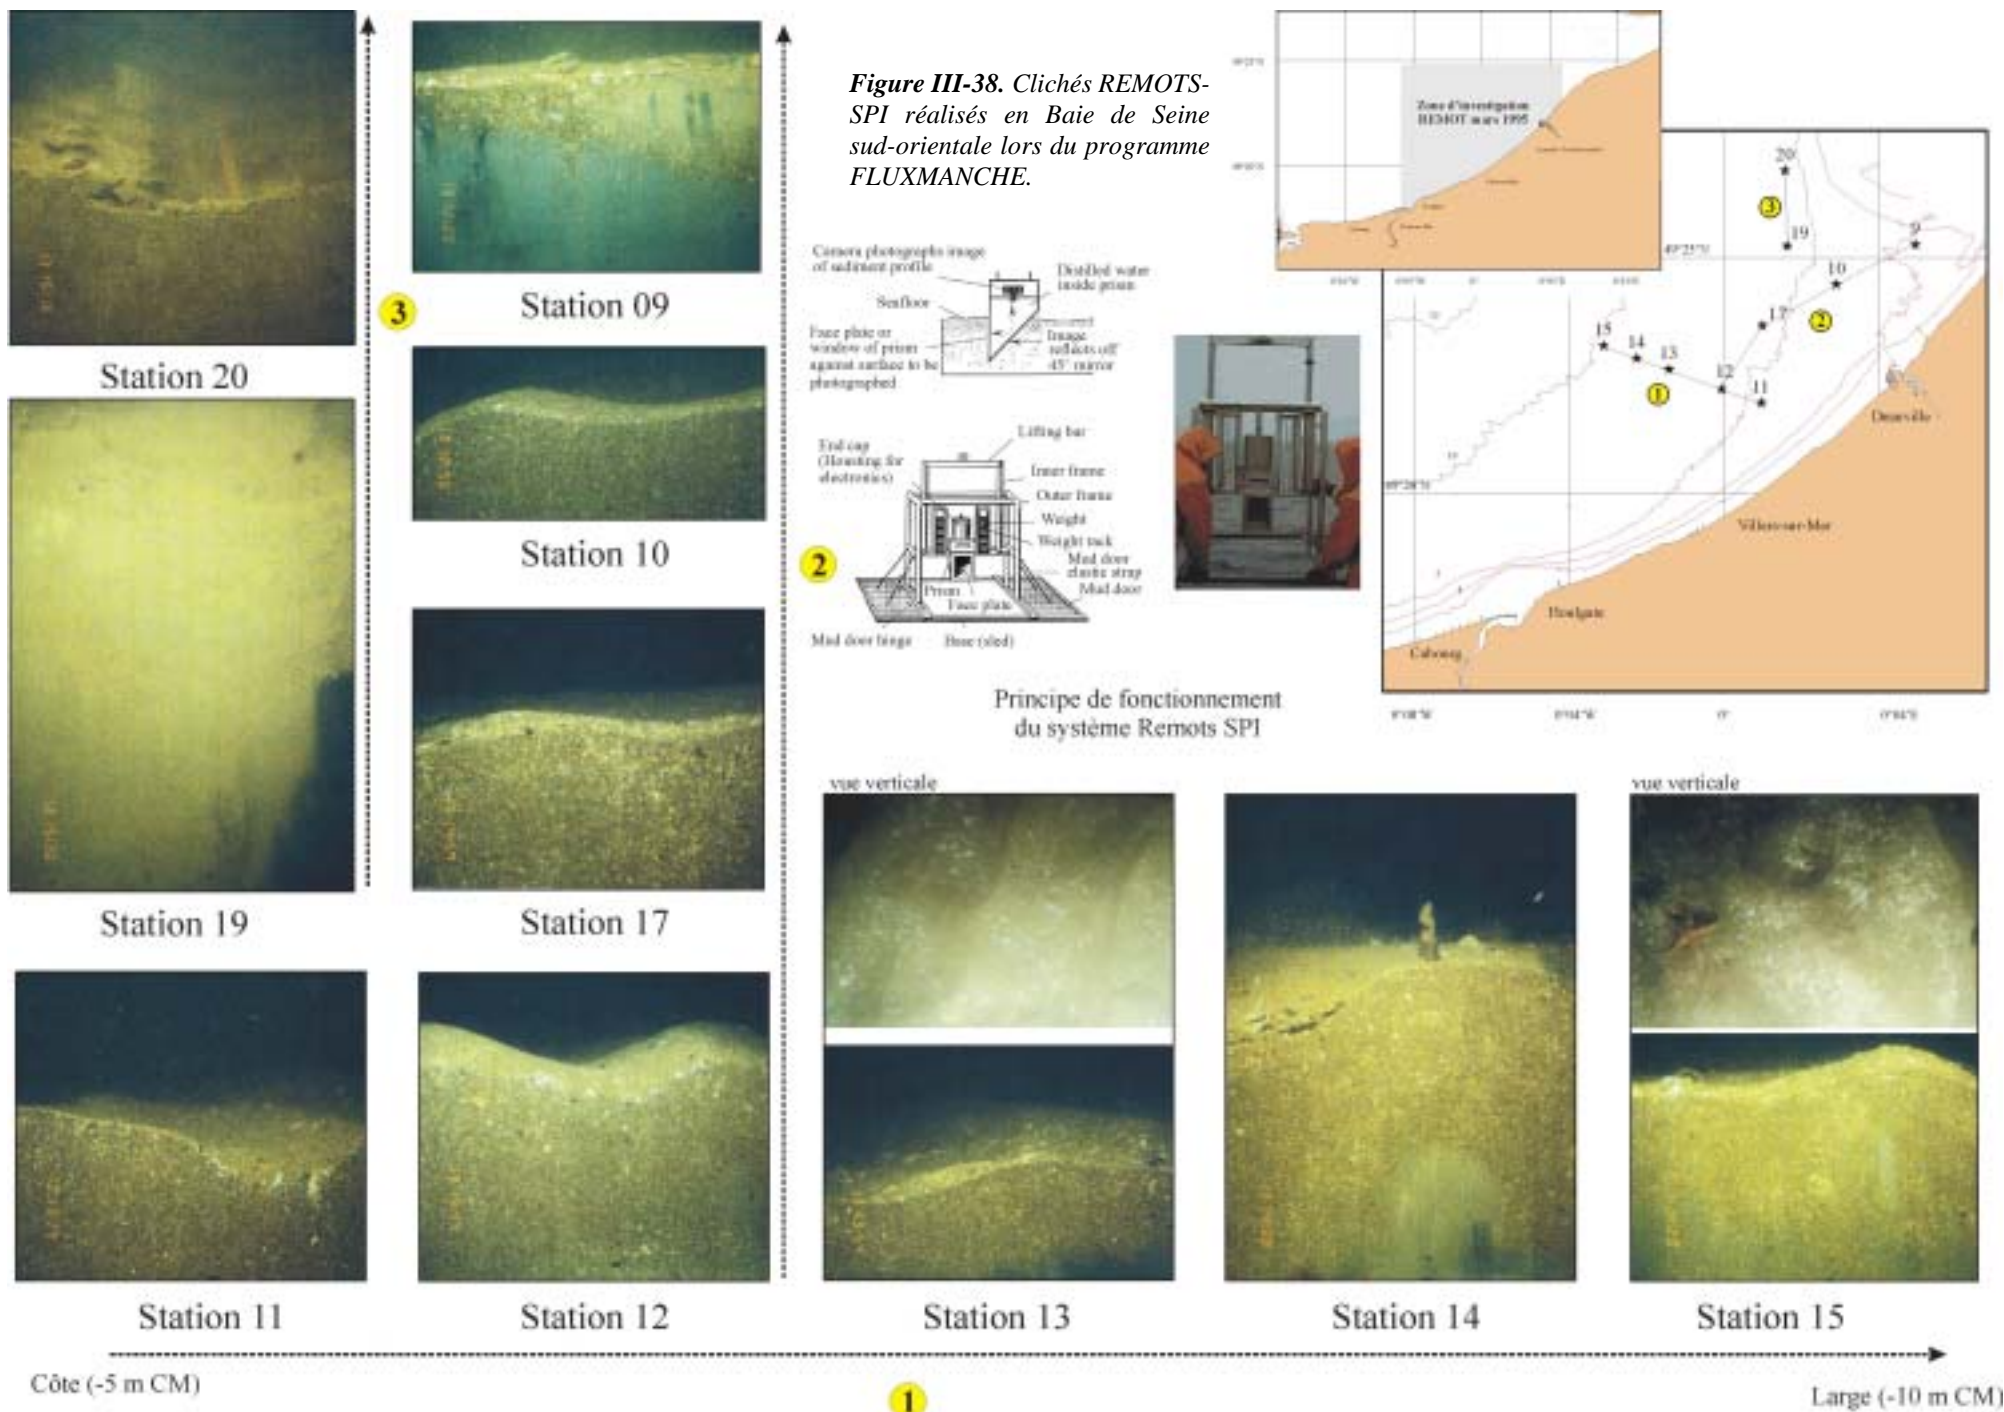 Figure III-38. Clichés REMOTS-
SPI réalisés en Baie de Seine
sud-orientale lors du programme
FLUXMANCHE.
Zone d'investigation
REMOT mars 1995
Camera photographs image
of sediment profile
Distilled water
inside prism
Seafloor
Face plate or
window of prism
against surface to be
photographed
Image
reflects off
45° mirror
Lifting bar
End cap
(Housting for
electronics)
Inner frame
Outer frame
Weight
Weight rack
Mud door
elastic strap
Mud door
Prism
Face plate
Mud door hinge
Base (sled)
Principe de fonctionnement
du système Remots SPI
20
3
19
9
10
17
2
15
14
13
12
11
1
49°25'N
Deauville
Villers-sur-Mer
Houlgate
Cabourg
0°
Station 20
3
Station 09
Station 10
2
Station 19
Station 17
vue verticale
vue verticale
Station 11
Station 12
Station 13
Station 14
Station 15
Côte (-5 m CM)
1
Large (-10 m CM)